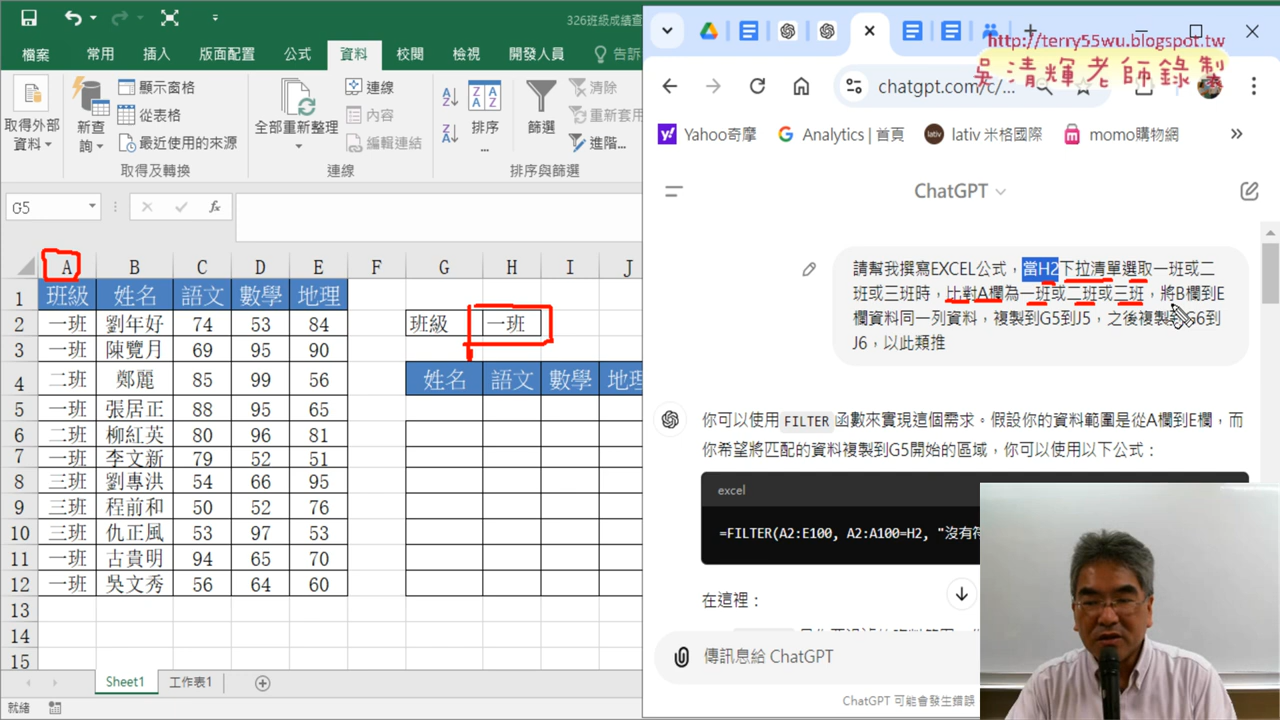 326班級成績查
檔案 常用 插入 版面配置 公式 資料 校閱 檢視 開發人員 告訴
http://terry55wu.blogspot.tw
吳清輝老師錄製
取得外部資料
新查詢
顯示窗格
從表格
最近使用的來源
取得及轉換
全部重新整理
連線
內容
編輯連結
連線
排序
篩選
清除
重新套用
進階...
排序與篩選
G5
fx
A B C D E F G H I J
1 班級 姓名 語文 數學 地理
2 一班 劉年好 74 53 84 班級 一班
3 一班 陳覽月 69 95 90
4 二班 鄭麗 85 99 56 姓名 語文 數學 地理
5 一班 張居正 88 95 65
6 二班 柳紅英 80 96 81
7 一班 李文新 79 52 51
8 三班 劉專洪 54 66 95
9 三班 程前和 50 52 76
10 三班 仇正風 53 97 53
11 一班 古貴明 94 65 70
12 一班 吳文秀 56 64 60
13
14
15
Sheet1 工作表1
就緒
chatgpt.com/c/...
Yahoo奇摩 Analytics | 首頁 lativ 米格國際 momo購物網
ChatGPT
請幫我撰寫EXCEL公式，當H2下拉清單選取一班或二
班或三班時，比對A欄為一班或二班或三班，將B欄到E
欄資料同一列資料，複製到G5到J5，之後複製到G6到
J6，以此類推
你可以使用 FILTER 函數來實現這個需求。假設你的資料範圍是從A欄到E欄，而
你希望將匹配的資料複製到G5開始的區域，你可以使用以下公式：
excel
=FILTER(A2:E100, A2:A100=H2, "沒有符
在這裡：
傳訊息給 ChatGPT
ChatGPT 可能會發生錯誤